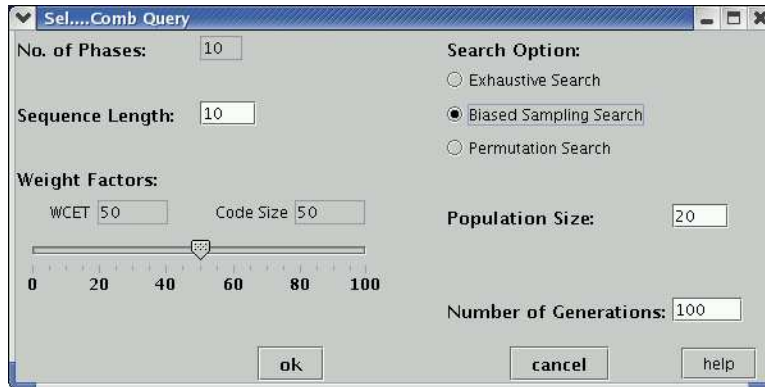 Sel....Comb Query
No. of Phases: 10
Sequence Length: 10
Weight Factors:
WCET 50 Code Size 50
0 20 40 60 80 100
Search Option:
Exhaustive Search
Biased Sampling Search
Permutation Search
Population Size: 20
Number of Generations: 100
ok cancel help